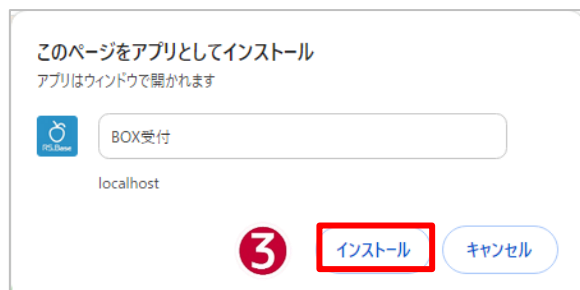 このページをアプリとしてインストール
アプリはウィンドウで開かれます
RS.Base
BOX受付
localhost
3
インストール
キャンセル